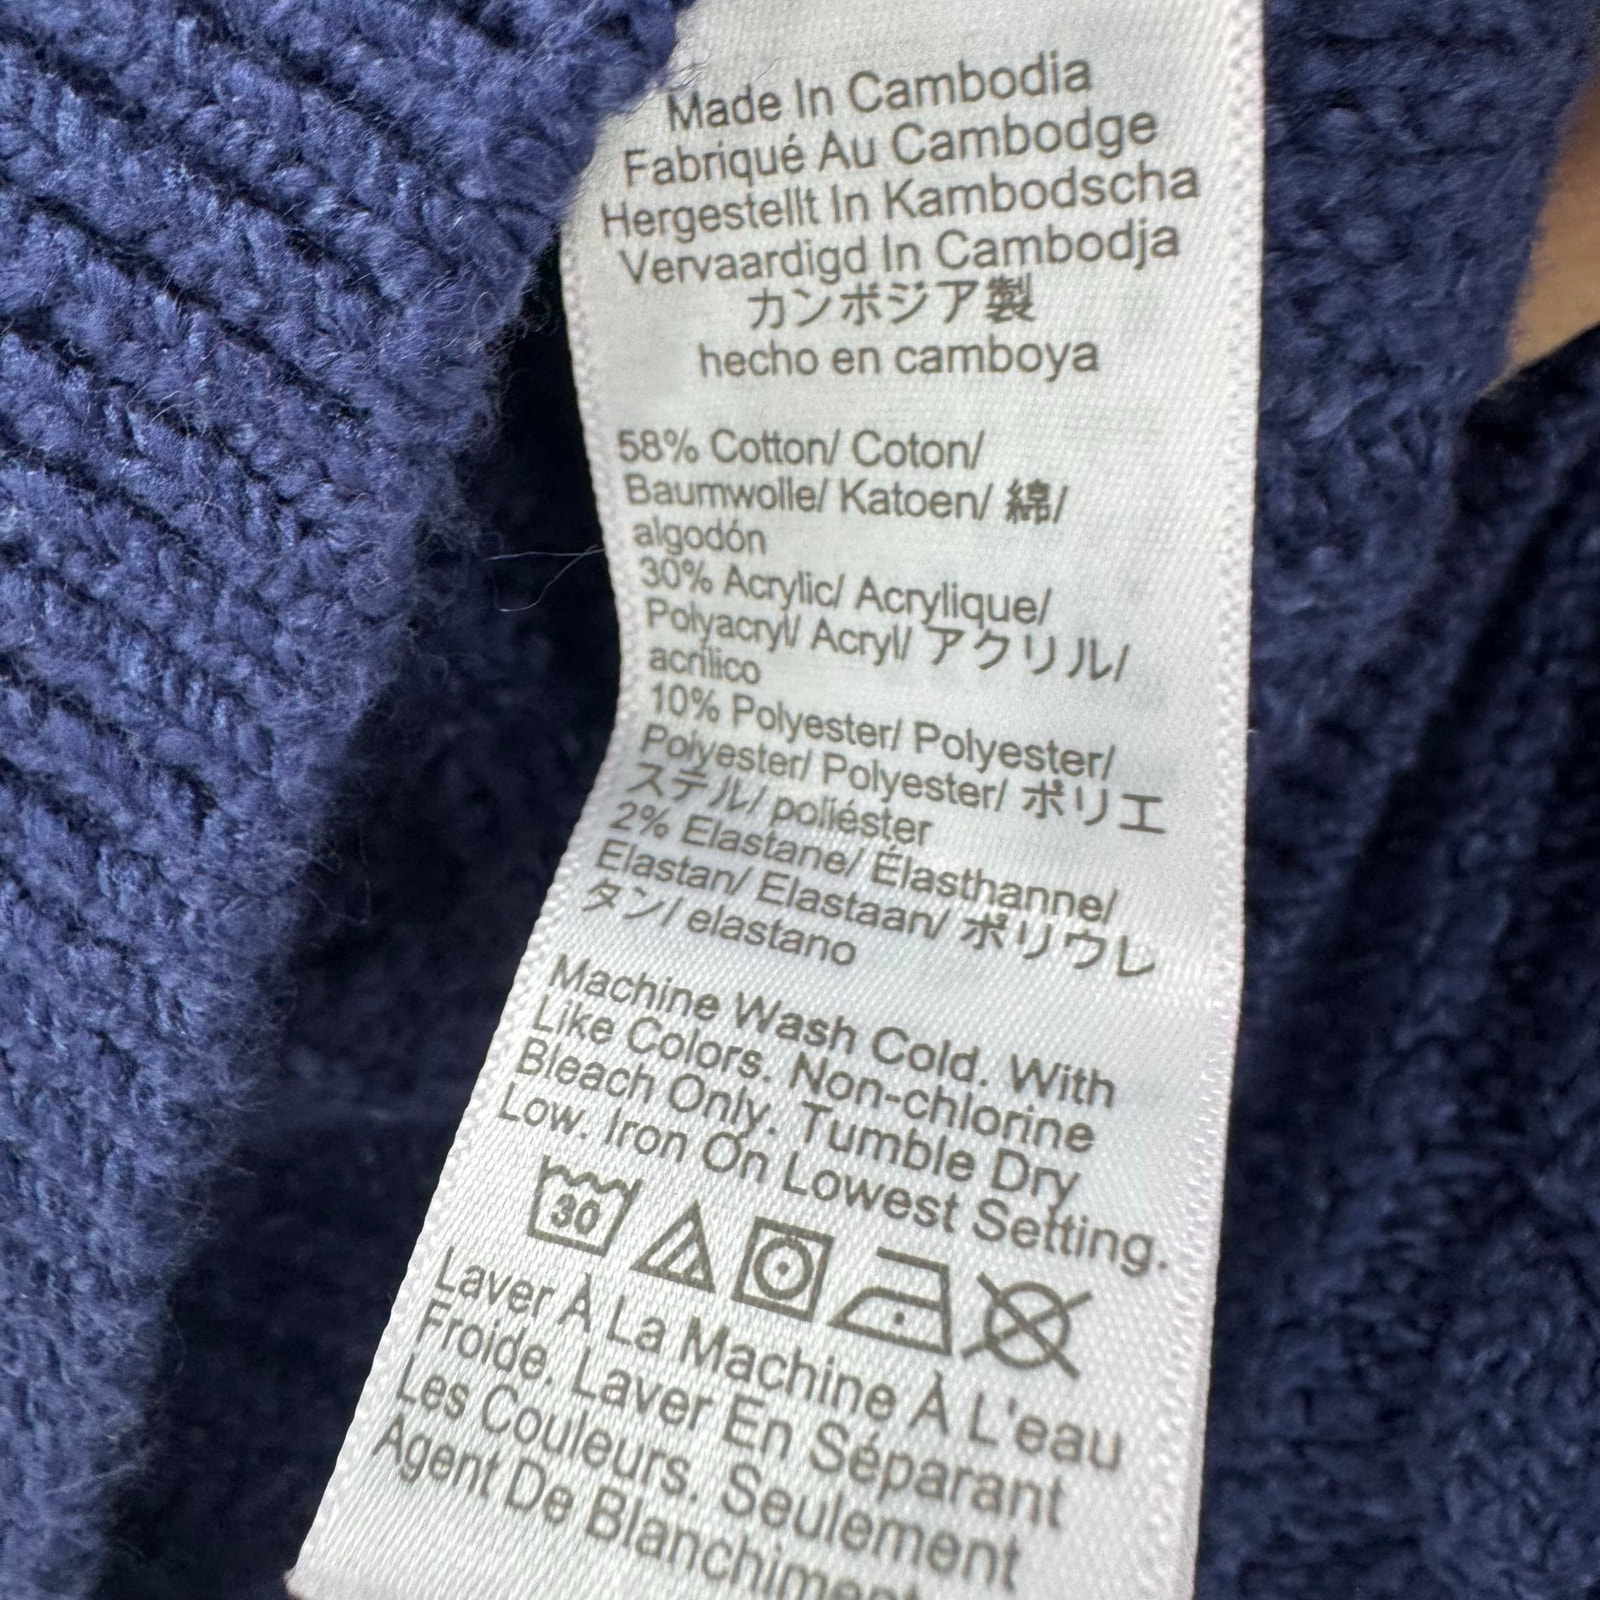 Made In Cambodia
Fabriqué Au Cambodge
Hergestellt In Kambodscha
Vervaardigd In Cambodja
カンボジア製
hecho en camboya
58% Cotton/ Coton/
Baumwolle/ Katoen/ 綿/
algodón
30% Acrylic/ Acrylique/
Polyacryl/ Acryl/ アクリル/
acrílico
10% Polyester/ Polyester/
Polyester/ Polyester/ ポリエ
ステル/ poliéster
2% Elastane/ Élasthanne/
Elastan/ Elastaan/ ポリウレ
タン/ elastano
Machine Wash Cold. With
Like Colors. Non-chlorine
Bleach Only. Tumble Dry
Low. Iron On Lowest Setting.
30
Laver À La Machine À L'eau
Froide. Laver En Séparant
Les Couleurs. Seulement
Agent De Blanchiment